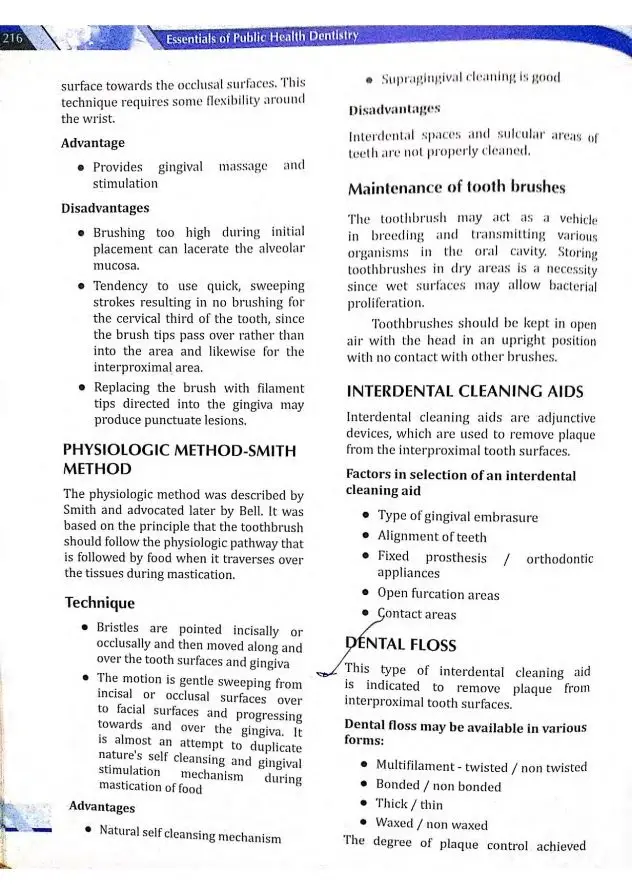 216
Essentials of Public Health Dentistry
surface towards the occlusal surfaces. This
technique requires some flexibility around
the wrist.
Advantage
• Provides gingival massage and
stimulation
Disadvantages
• Brushing too high during initial
placement can lacerate the alveolar
mucosa.
• Tendency to use quick, sweeping
strokes resulting in no brushing for
the cervical third of the tooth, since
the brush tips pass over rather than
into the area and likewise for the
interproximal area.
• Replacing the brush with filament
tips directed into the gingiva may
produce punctuate lesions.
PHYSIOLOGIC METHOD-SMITH
METHOD
The physiologic method was described by
Smith and advocated later by Bell. It was
based on the principle that the toothbrush
should follow the physiologic pathway that
is followed by food when it traverses over
the tissues during mastication.
Technique
• Bristles are pointed incisally or
occlusally and then moved along and
over the tooth surfaces and gingiva
• The motion is gentle sweeping from
incisal or occlusal surfaces over
to facial surfaces and progressing
towards and over the gingiva. It
is almost an attempt to duplicate
nature's self cleansing and gingival
stimulation mechanism during
mastication of food
Advantages
• Natural self cleansing mechanism
• Supragingival cleaning is good
Disadvantages
Interdental spaces and sulcular areas of
teeth are not properly cleaned.
Maintenance of tooth brushes
The toothbrush may act as a vehicle
in breeding and transmitting various
organisms in the oral cavity. Storing
toothbrushes in dry areas is a necessity
since wet surfaces may allow bacterial
proliferation.
Toothbrushes should be kept in open
air with the head in an upright position
with no contact with other brushes.
INTERDENTAL CLEANING AIDS
Interdental cleaning aids are adjunctive
devices, which are used to remove plaque
from the interproximal tooth surfaces.
Factors in selection of an interdental
cleaning aid
• Type of gingival embrasure
• Alignment of teeth
• Fixed prosthesis / orthodontic
appliances
• Open furcation areas
• Contact areas
DENTAL FLOSS
This type of interdental cleaning aid
is indicated to remove plaque from
interproximal tooth surfaces.
Dental floss may be available in various
forms:
• Multifilament - twisted / non twisted
• Bonded / non bonded
• Thick / thin
• Waxed / non waxed
The degree of plaque control achieved